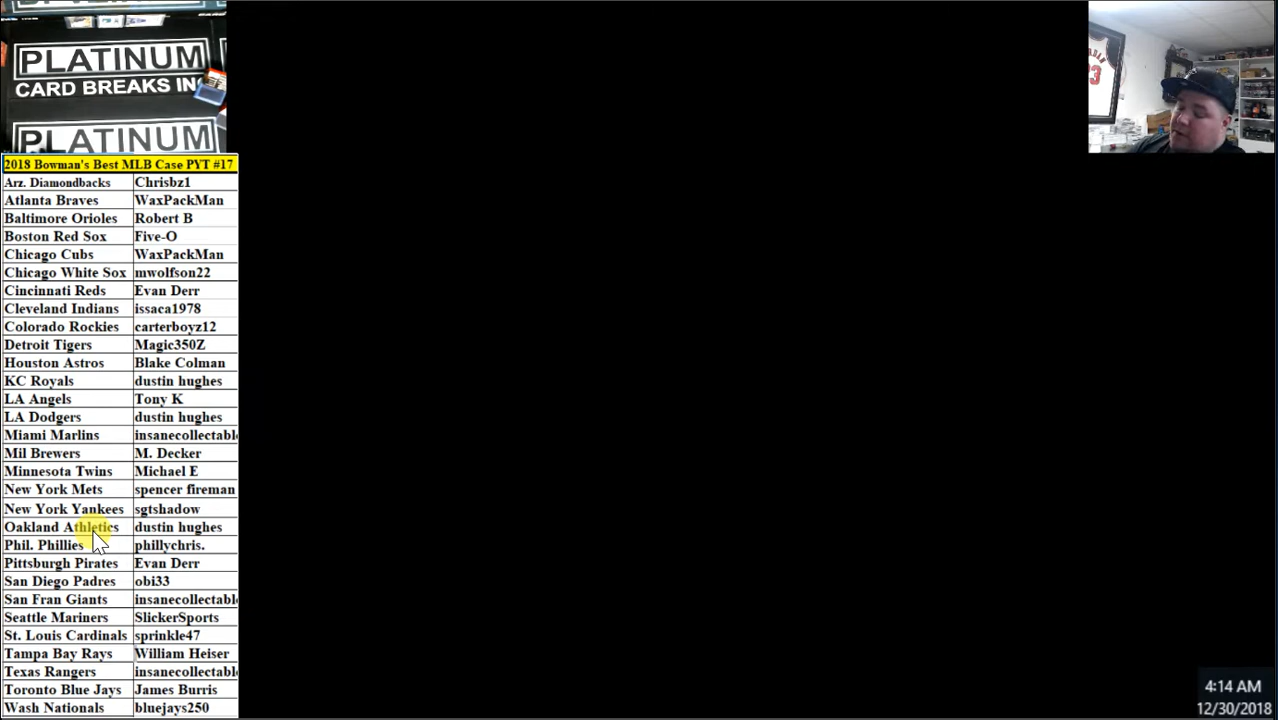 PLATINUM
CARD BREAKS INC
PLATINUM
2018 Bowman's Best MLB Case PYT #17
Arz. Diamondbacks Chrisbz1
Atlanta Braves WaxPackMan
Baltimore Orioles Robert B
Boston Red Sox Five-O
Chicago Cubs WaxPackMan
Chicago White Sox mwolfson22
Cincinnati Reds Evan Derr
Cleveland Indians issaca1978
Colorado Rockies carterboyz12
Detroit Tigers Magic350Z
Houston Astros Blake Colman
KC Royals dustin hughes
LA Angels Tony K
LA Dodgers dustin hughes
Miami Marlins insanecollectabl
Mil Brewers M. Decker
Minnesota Twins Michael E
New York Mets spencer fireman
New York Yankees sgtshadow
Oakland Athletics dustin hughes
Phil. Phillies phillychris.
Pittsburgh Pirates Evan Derr
San Diego Padres obi33
San Fran Giants insanecollectabl
Seattle Mariners SlickerSports
St. Louis Cardinals sprinkle47
Tampa Bay Rays William Heiser
Texas Rangers insanecollectabl
Toronto Blue Jays James Burris
Wash Nationals bluejays250
4:14 AM
12/30/2018